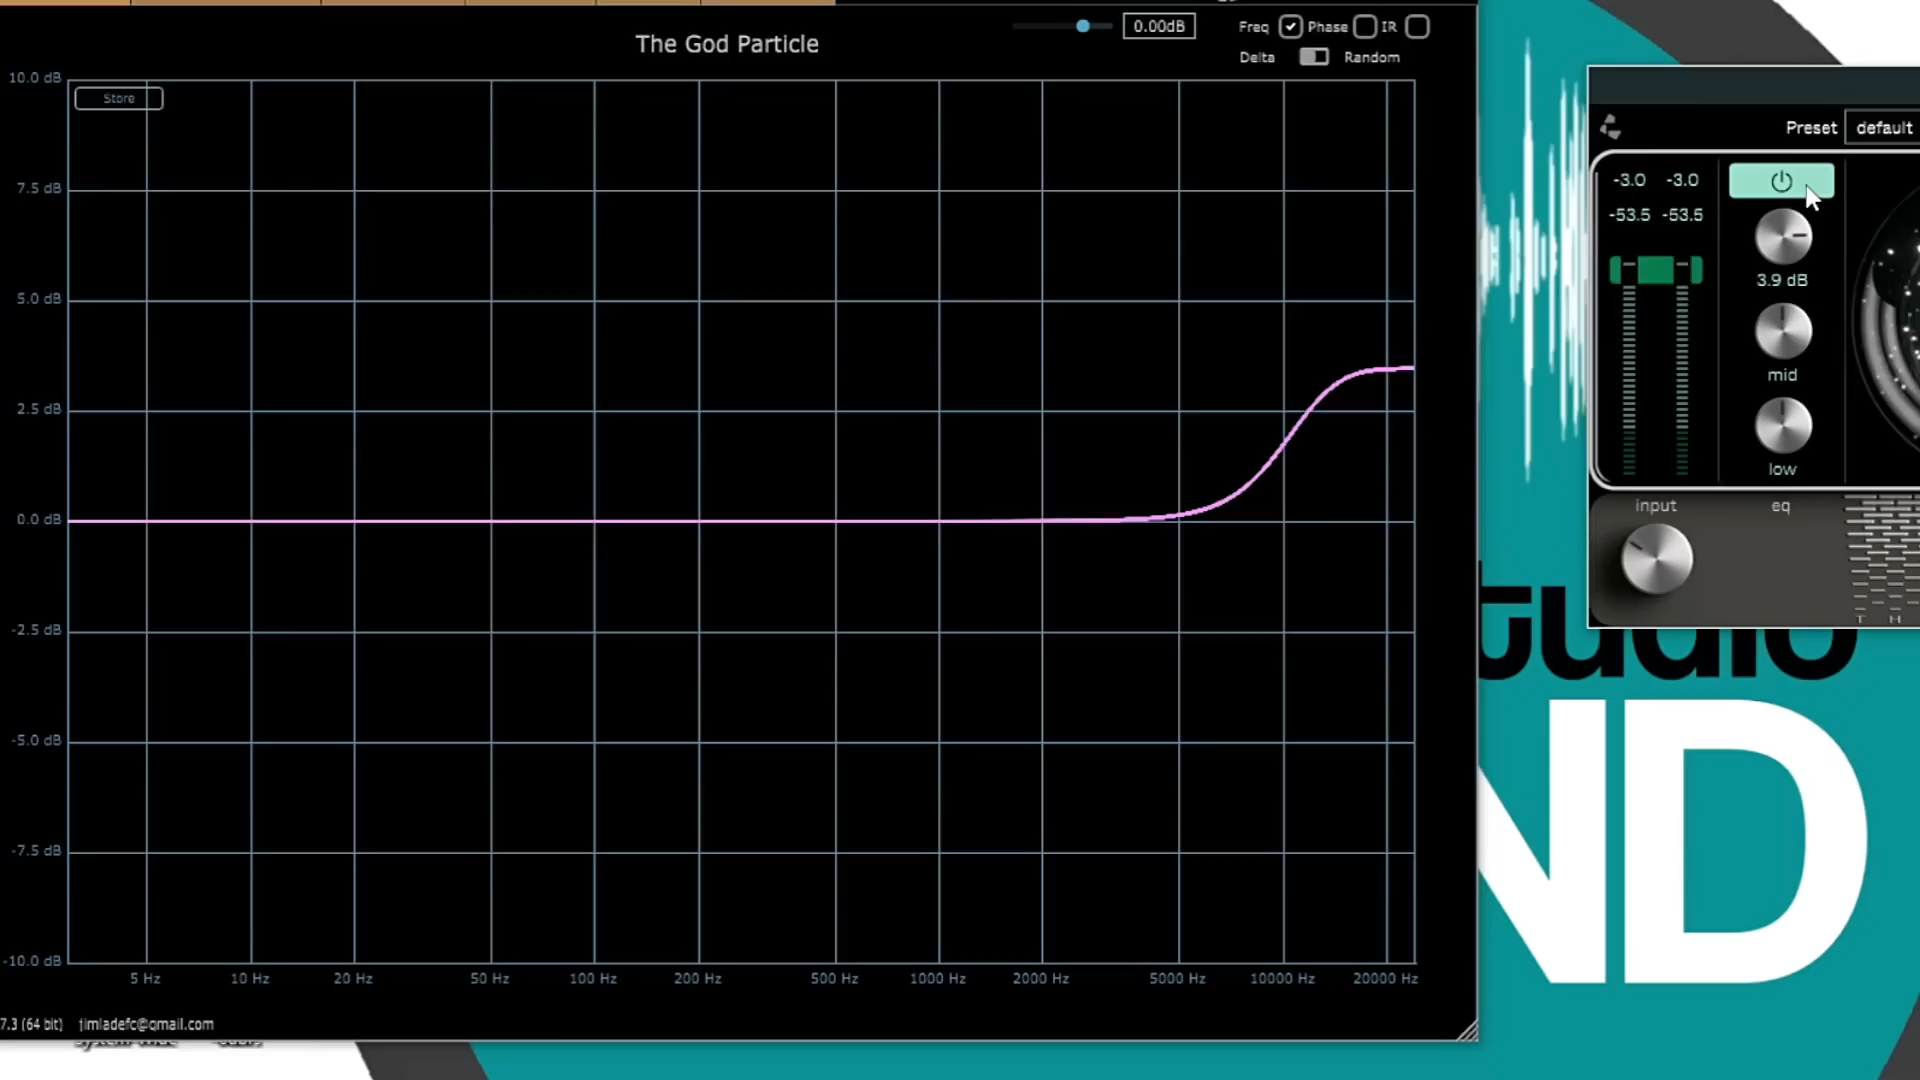 0.00dB
Freq Phase IR
The God Particle
Delta Random
10.0 dB
Store
7.5 dB
5.0 dB
2.5 dB
0.0 dB
-2.5 dB
-5.0 dB
-7.5 dB
-10.0 dB
5 Hz 10 Hz 20 Hz 50 Hz 100 Hz 200 Hz 500 Hz 1000 Hz 2000 Hz 5000 Hz 10000 Hz 20000 Hz
7.3 (64 bit) timladefc@gmail.com
Preset default
-3.0 -3.0
-53.5 -53.5
3.9 dB
mid
low
input eq
T H
tudio
ND